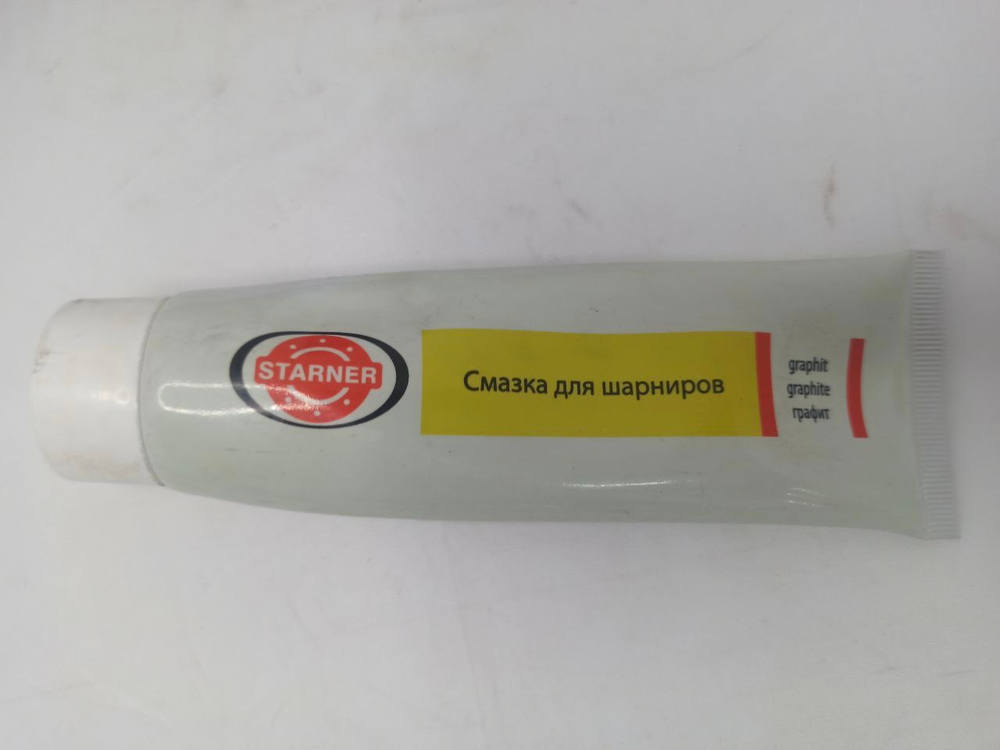 STARNER
Смазка для шарниров
graphit
graphite
графит